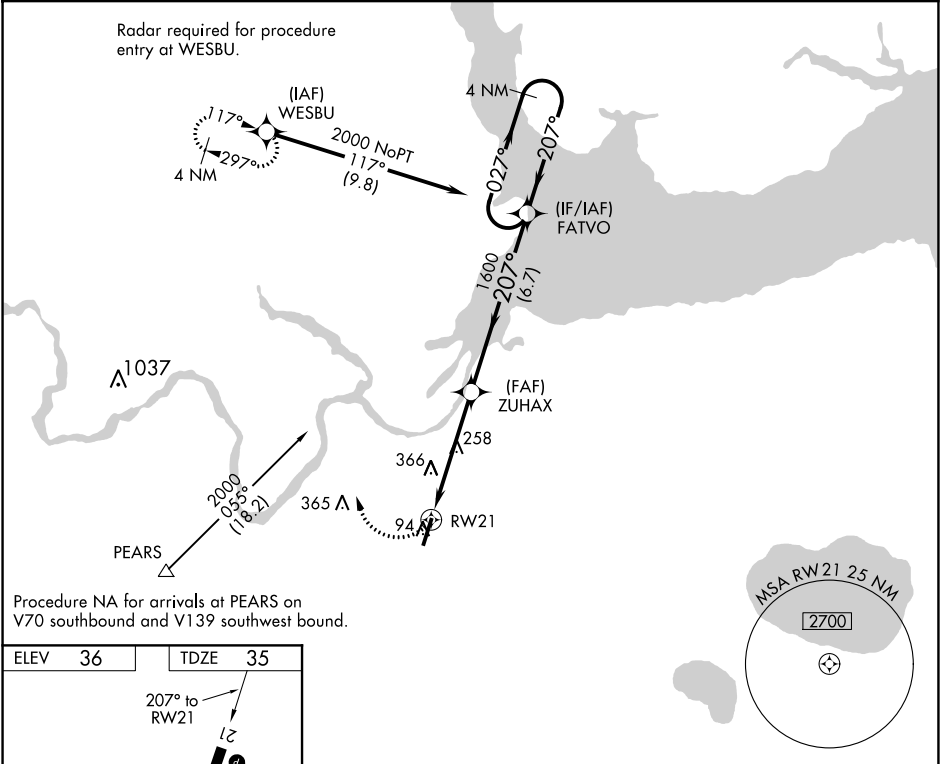 Radar required for procedure
entry at WESBU.
(IAF)
WESBU
117°
297°
4 NM
2000 NoPT
117°
(9.8)
4 NM
027°
207°
(IF/IAF)
FATVO
1600
207°
(6.7)
(FAF)
ZUHAX
1037
258
366
365
94
RW21
2000
055°
(18.2)
PEARS
Procedure NA for arrivals at PEARS on
V70 southbound and V139 southwest bound.
MSA RW21 25 NM
2700
ELEV 36
TDZE 35
207° to
RW21
21
P